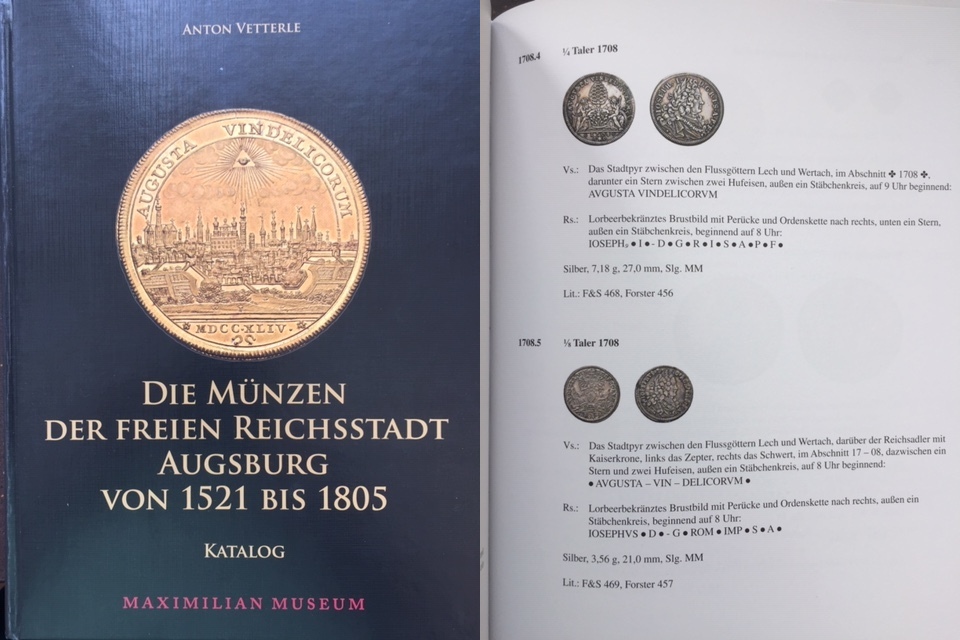 ANTON VETTERLE
AUGUSTA VINDELICORUM
MDCC·XLIV·
DIE MÜNZEN
DER FREIEN REICHSSTADT
AUGSBURG
VON 1521 BIS 1805
KATALOG
MAXIMILIAN MUSEUM
1708.4 ¼ Taler 1708
Vs.: Das Stadtpyr zwischen den Flussgöttern Lech und Wertach, im Abschnitt ✤ 1708 ✤,
darunter ein Stern zwischen zwei Hufeisen, außen ein Stäbchenkreis, auf 9 Uhr beginnend:
AVGUSTA VINDELICORVM
Rs.: Lorbeerbekränztes Brustbild mit Perücke und Ordenskette nach rechts, unten ein Stern,
außen ein Stäbchenkreis, beginnend auf 8 Uhr:
IOSEPH₉ ● I ● - D ● G ● R ● I ● S ● A ● P ● F ●
Silber, 7,18 g, 27,0 mm, Slg. MM
Lit.: F&S 468, Forster 456
1708.5 ⅛ Taler 1708
Vs.: Das Stadtpyr zwischen den Flussgöttern Lech und Wertach, darüber der Reichsadler mit
Kaiserkrone, links das Zepter, rechts das Schwert, im Abschnitt 17 – 08, dazwischen ein
Stern und zwei Hufeisen, außen ein Stäbchenkreis, auf 8 Uhr beginnend:
● AVGUSTA – VIN – DELICORVM ●
Rs.: Lorbeerbekränztes Brustbild mit Perücke und Ordenskette nach rechts, außen ein
Stäbchenkreis, beginnend auf 8 Uhr:
IOSEPHVS ● D ● - G ● ROM ● IMP ● S ● A ●
Silber, 3,56 g, 21,0 mm, Slg. MM
Lit.: F&S 469, Forster 457